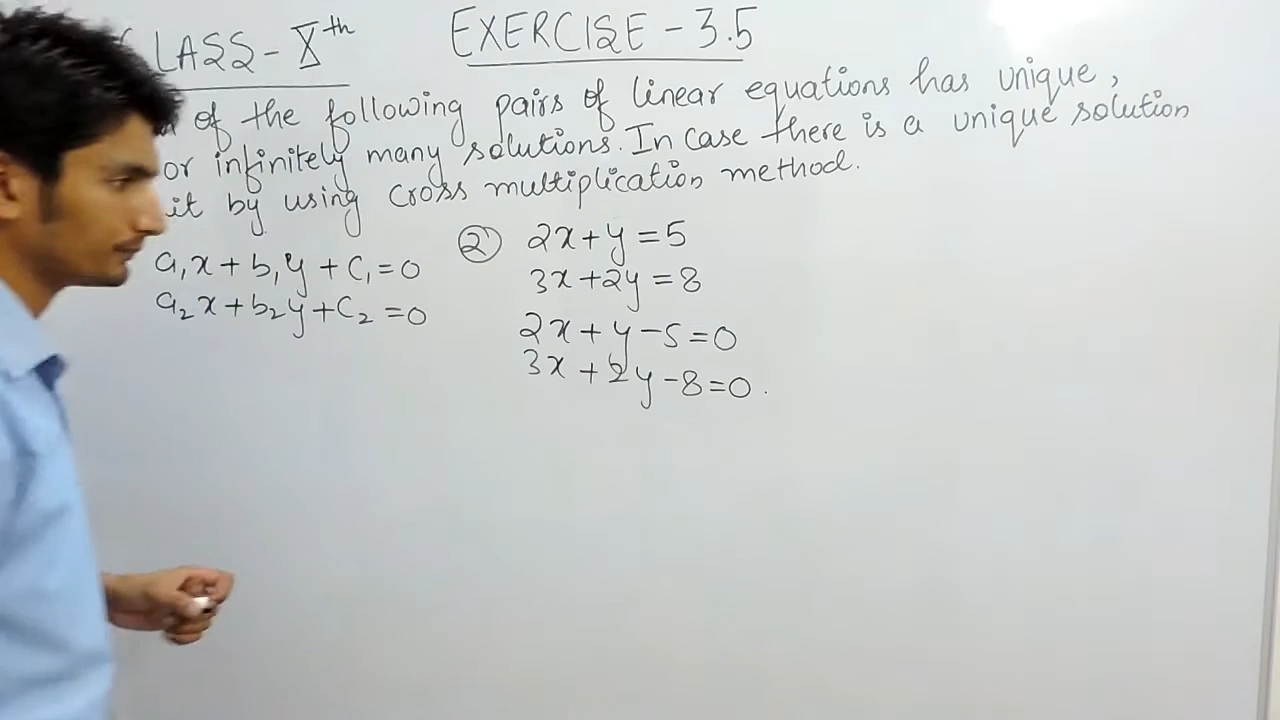 CLASS - Xth EXERCISE - 3.5
of the following pairs of linear equations has unique,
or infinitely many solutions. In case there is a unique solution
it by using cross multiplication method.
a₁x + b₁y + c₁ = 0
a₂x + b₂y + c₂ = 0
② 2x + y = 5
3x + 2y = 8
2x + y - 5 = 0
3x + 2y - 8 = 0.